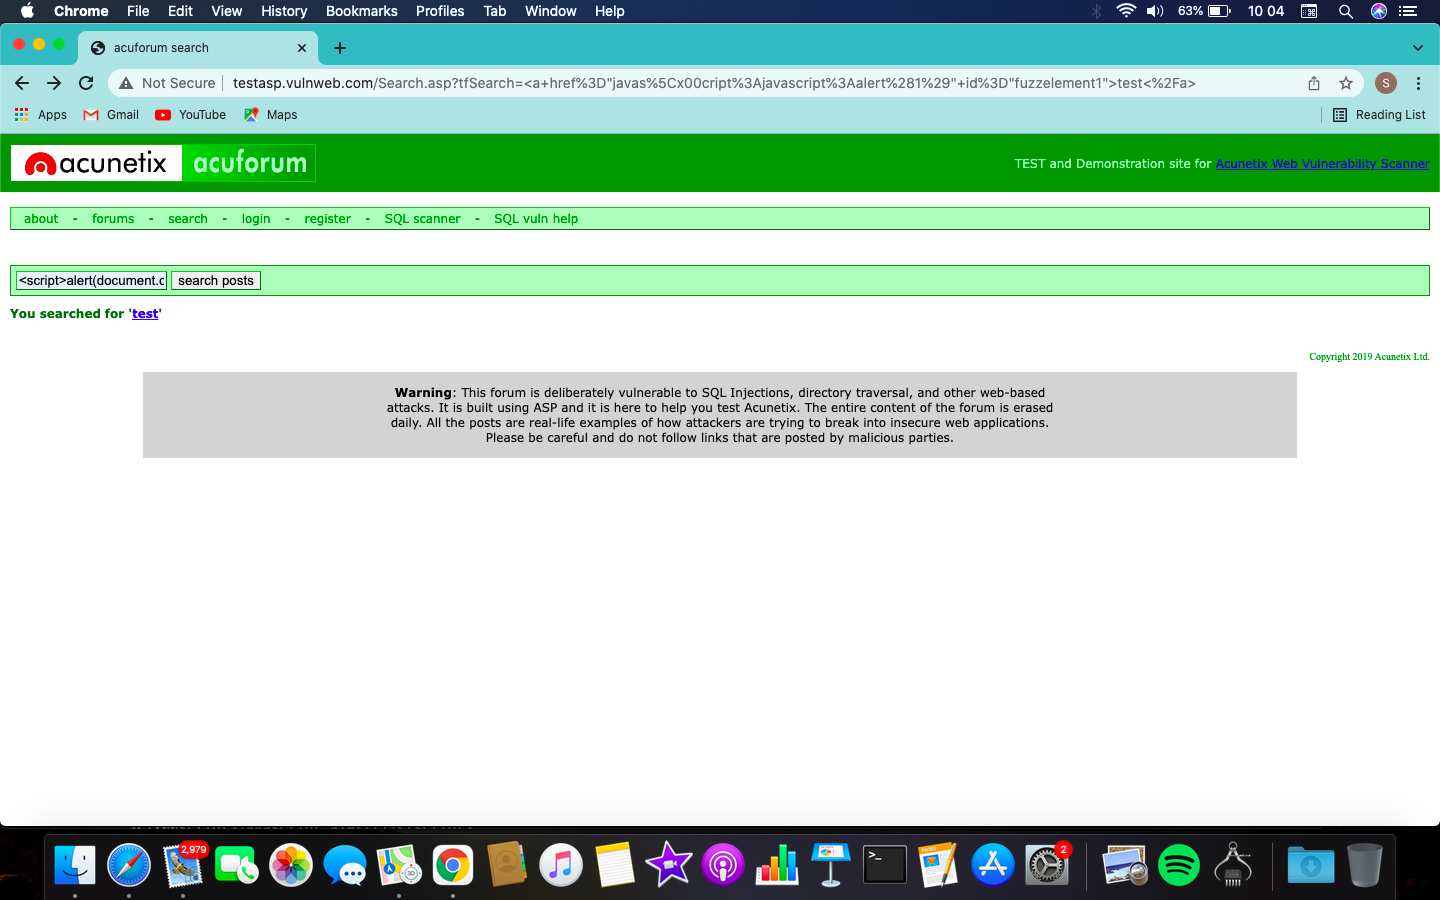 Chrome File Edit View History Bookmarks Profiles Tab Window Help 63% 10 04
acuforum search
Not Secure testasp.vulnweb.com/Search.asp?tfSearch=<a+href%3D"javas%5Cx00cript%3Ajavascript%3Aalert%281%29"+id%3D"fuzzelement1">test<%2Fa> S
Apps Gmail YouTube Maps Reading List
acunetix acuforum TEST and Demonstration site for Acunetix Web Vulnerability Scanner
about - forums - search - login - register - SQL scanner - SQL vuln help
<script>alert(document.c search posts
You searched for 'test'
Copyright 2019 Acunetix Ltd.
Warning: This forum is deliberately vulnerable to SQL Injections, directory traversal, and other web-based
attacks. It is built using ASP and it is here to help you test Acunetix. The entire content of the forum is erased
daily. All the posts are real-life examples of how attackers are trying to break into insecure web applications.
Please be careful and do not follow links that are posted by malicious parties.
2,979 3D >_ PAGES 2